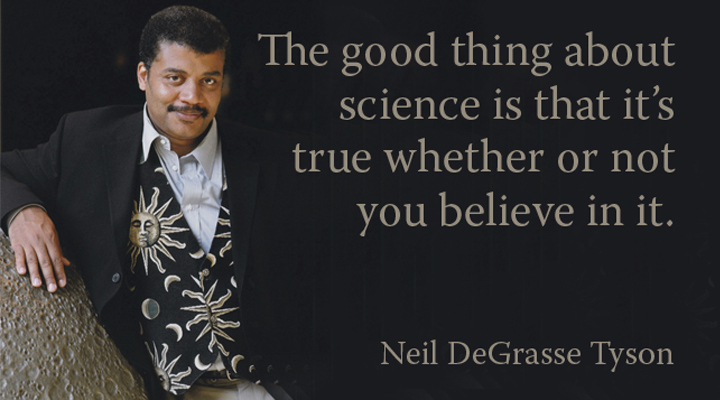 The good thing about
science is that it's
true whether or not
you believe in it.
Neil DeGrasse Tyson